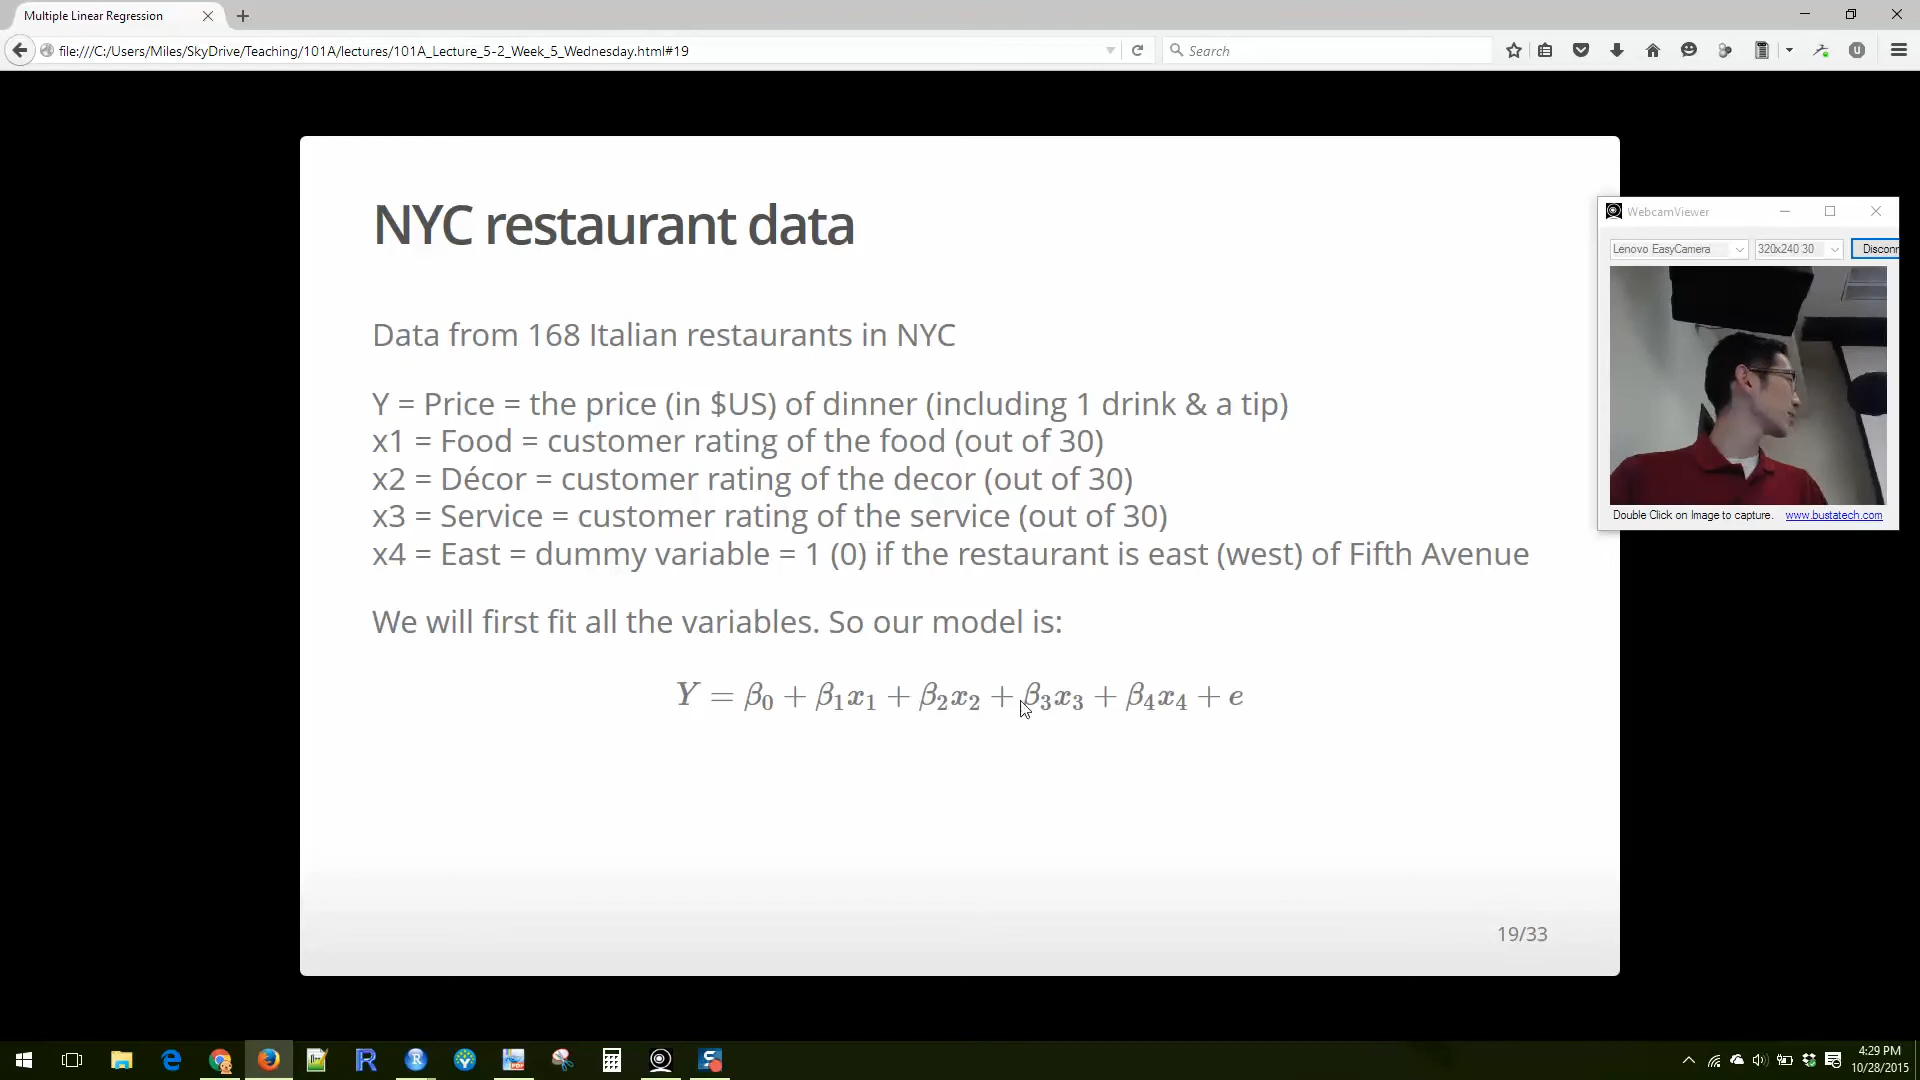 Multiple Linear Regression
file:///C:/Users/Miles/SkyDrive/Teaching/101A/lectures/101A_Lecture_5-2_Week_5_Wednesday.html#19
Search
NYC restaurant data
Data from 168 Italian restaurants in NYC
Y = Price = the price (in $US) of dinner (including 1 drink & a tip)
x1 = Food = customer rating of the food (out of 30)
x2 = Décor = customer rating of the decor (out of 30)
x3 = Service = customer rating of the service (out of 30)
x4 = East = dummy variable = 1 (0) if the restaurant is east (west) of Fifth Avenue
We will first fit all the variables. So our model is:
Y = β₀ + β₁x₁ + β₂x₂ + β₃x₃ + β₄x₄ + e
19/33
WebcamViewer
Lenovo EasyCamera 320x240 30 Disconn
Double Click on Image to capture. www.bustatech.com
4:29 PM
10/28/2015